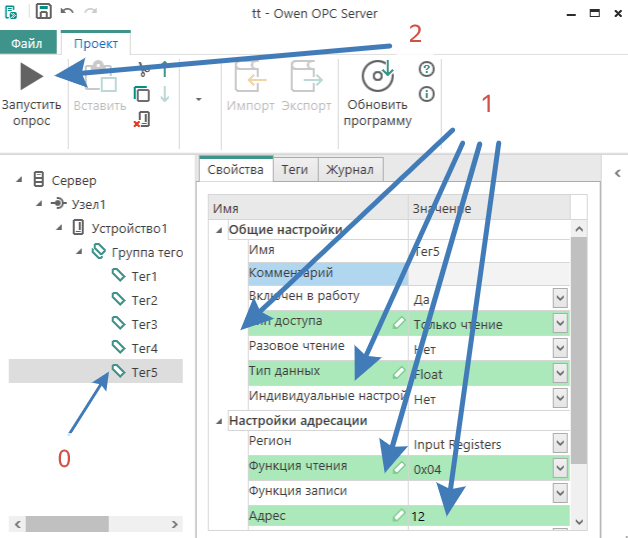 tt - Owen OPC Server
Файл Проект
2
Запустить опрос
Вставить
Импорт Экспорт
Обновить программу
1
Сервер
Узел1
Устройство1
Группа тего
Тег1
Тег2
Тег3
Тег4
Тег5
0
Свойства Теги Журнал
Имя Значение
Общие настройки
Имя Тег5
Комментарий
Включен в работу Да
доступа Только чтение
Разовое чтение Нет
Тип данных Float
Индивидуальные настрой Нет
Настройки адресации
Регион Input Registers
Функция чтения 0x04
Функция записи
Адрес 12